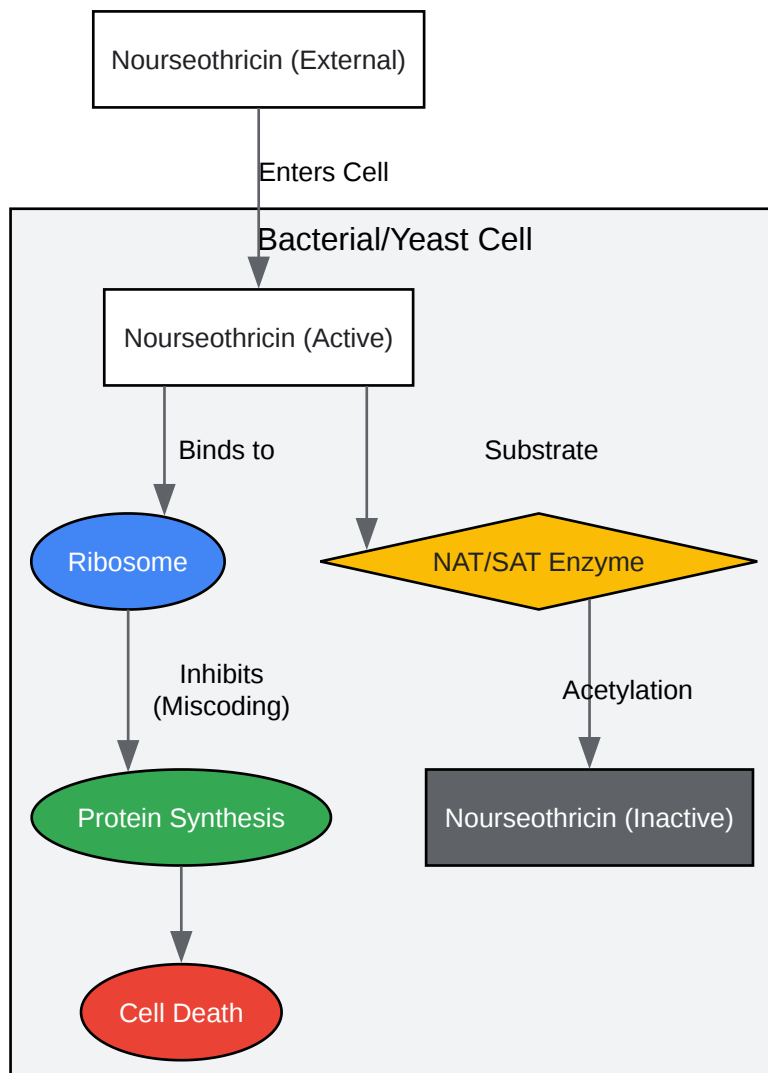 Nourseothricin (External)
Enters Cell
Bacterial/Yeast Cell
Nourseothricin (Active)
Binds to
Substrate
Ribosome
NAT/SAT Enzyme
Inhibits
(Miscoding)
Acetylation
Protein Synthesis
Nourseothricin (Inactive)
Cell Death